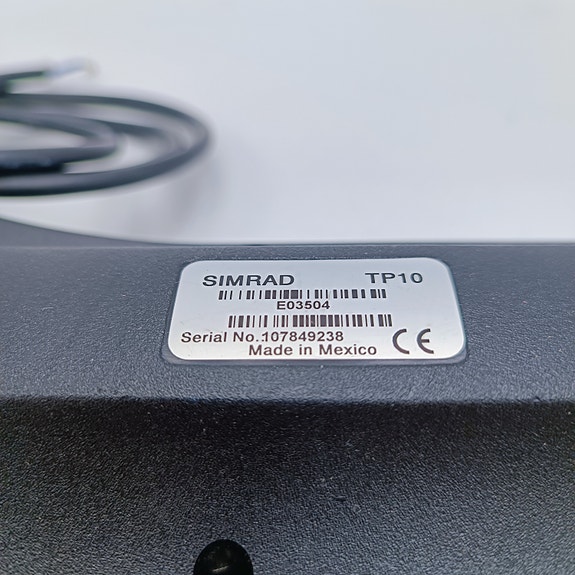 SIMRAD TP10
E03504
Serial No.:107849238
Made in Mexico CE